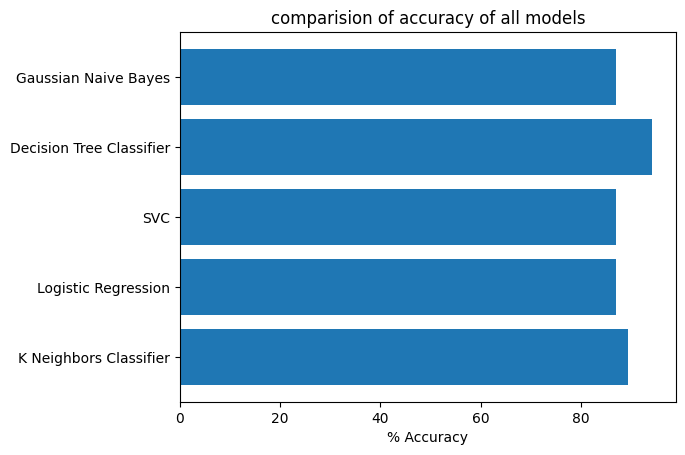 comparision of accuracy of all models
Gaussian Naive Bayes
Decision Tree Classifier
SVC
Logistic Regression
K Neighbors Classifier
0 20 40 60 80
% Accuracy